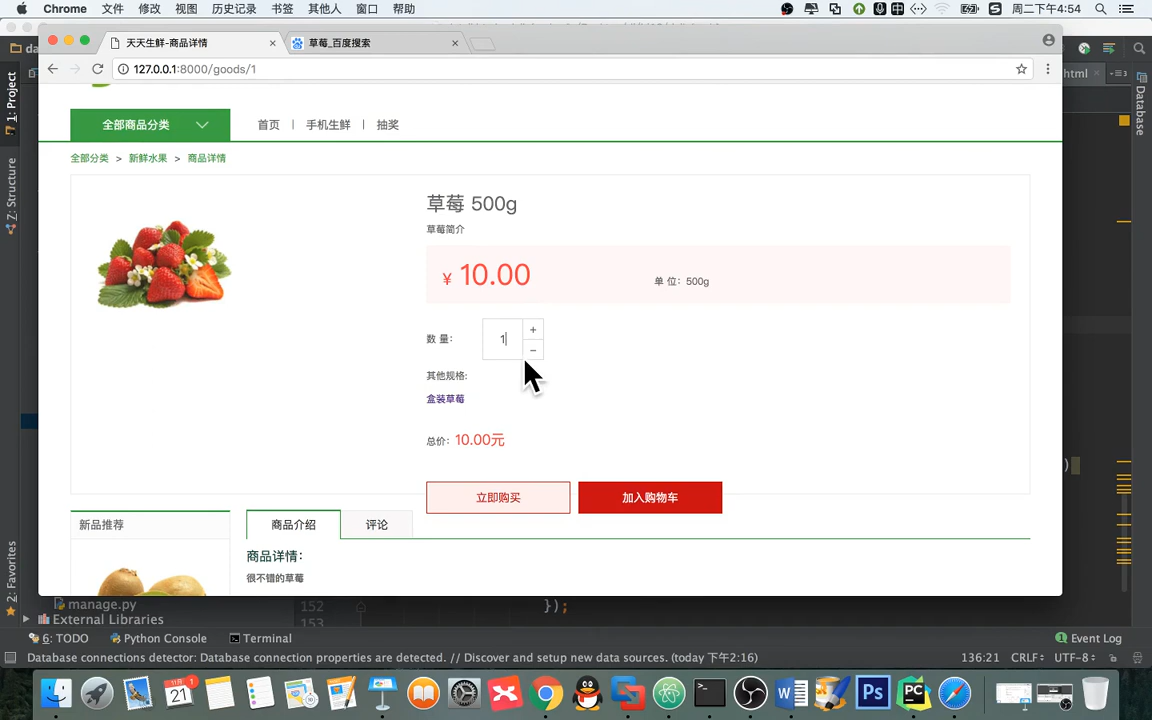 Chrome 文件 修改 视图 历史记录 书签 其他人 窗口 帮助 周二下午4:54
天天生鲜-商品详情 × 草莓_百度搜索 ×
127.0.0.1:8000/goods/1
da
html
1: Project
Z: Structure
2: Favorites
Database
全部商品分类
首页 | 手机生鲜 | 抽奖
全部分类 > 新鲜水果 > 商品详情
草莓 500g
草莓简介
¥ 10.00 单 位：500g
数 量： 1 + −
其他规格:
盒装草莓
总价：10.00元
立即购买 加入购物车
新品推荐 商品介绍 评论
商品详情：
很不错的草莓
manage.py
External Libraries
152 });
153
)
6: TODO Python Console Terminal 1 Event Log
Database connections detector: Database connection properties are detected. // Discover and setup new data sources. (today 下午2:16) 136:21 CRLF UTF-8
21 1 Ps PC W